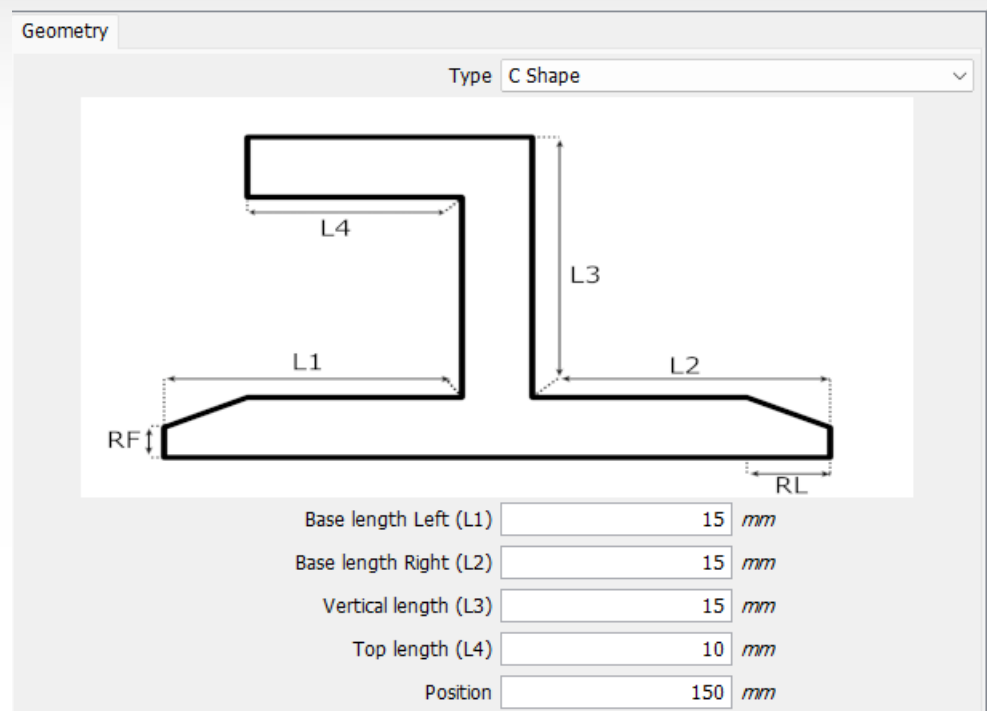 Geometry
Type C Shape
L4
L3
L1
L2
RF
RL
Base length Left (L1) 15 mm
Base length Right (L2) 15 mm
Vertical length (L3) 15 mm
Top length (L4) 10 mm
Position 150 mm